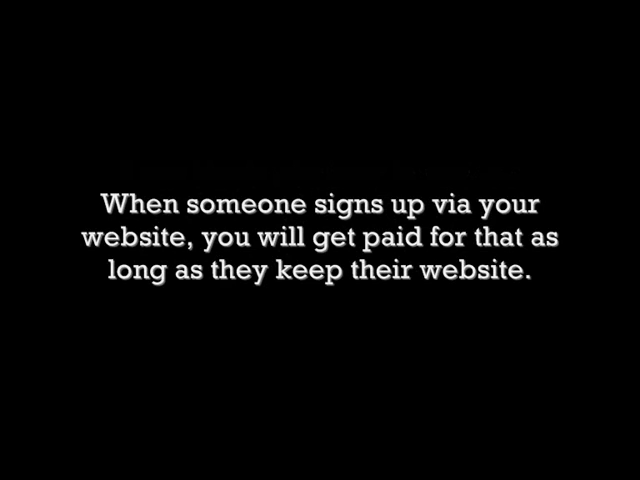 When someone signs up via your
website, you will get paid for that as
long as they keep their website.